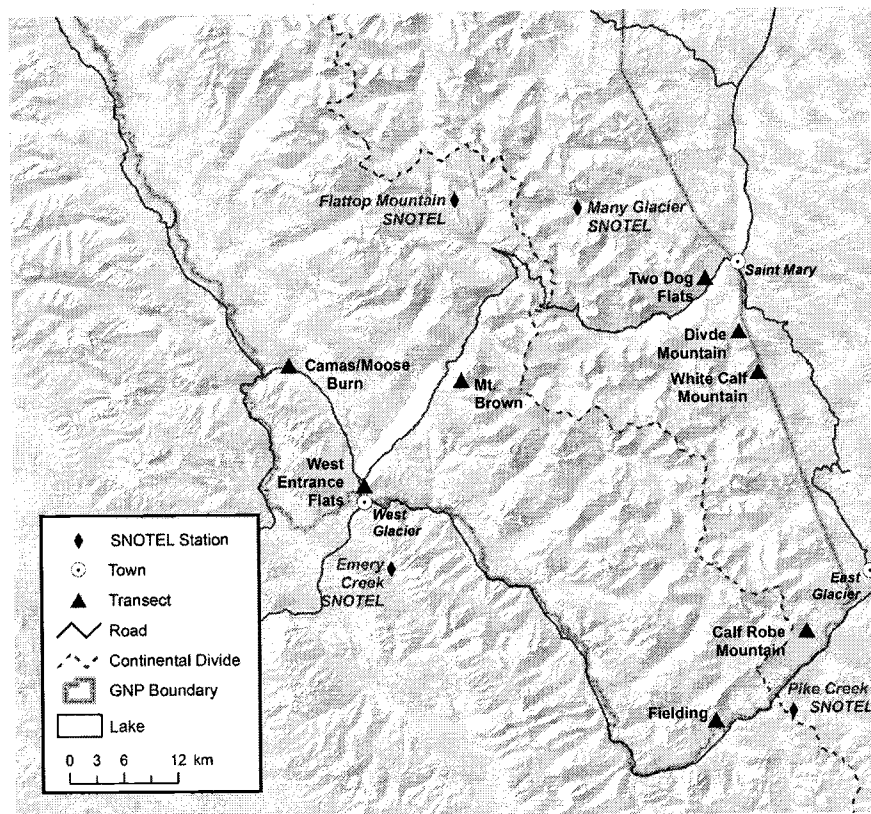 Flattop Mountain
SNOTEL
Many Glacier
SNOTEL
Saint Mary
Two Dog
Flats
Divde
Mountain
White Calf
Mountain
Camas/Moose
Burn
Mt.
Brown
West
Entrance
Flats
West
Glacier
Emery
Creek
SNOTEL
East
Glacier
Calf Robe
Mountain
Pike Creek
SNOTEL
Fielding
SNOTEL Station
Town
Transect
Road
Continental Divide
GNP Boundary
Lake
0 3 6 12 km